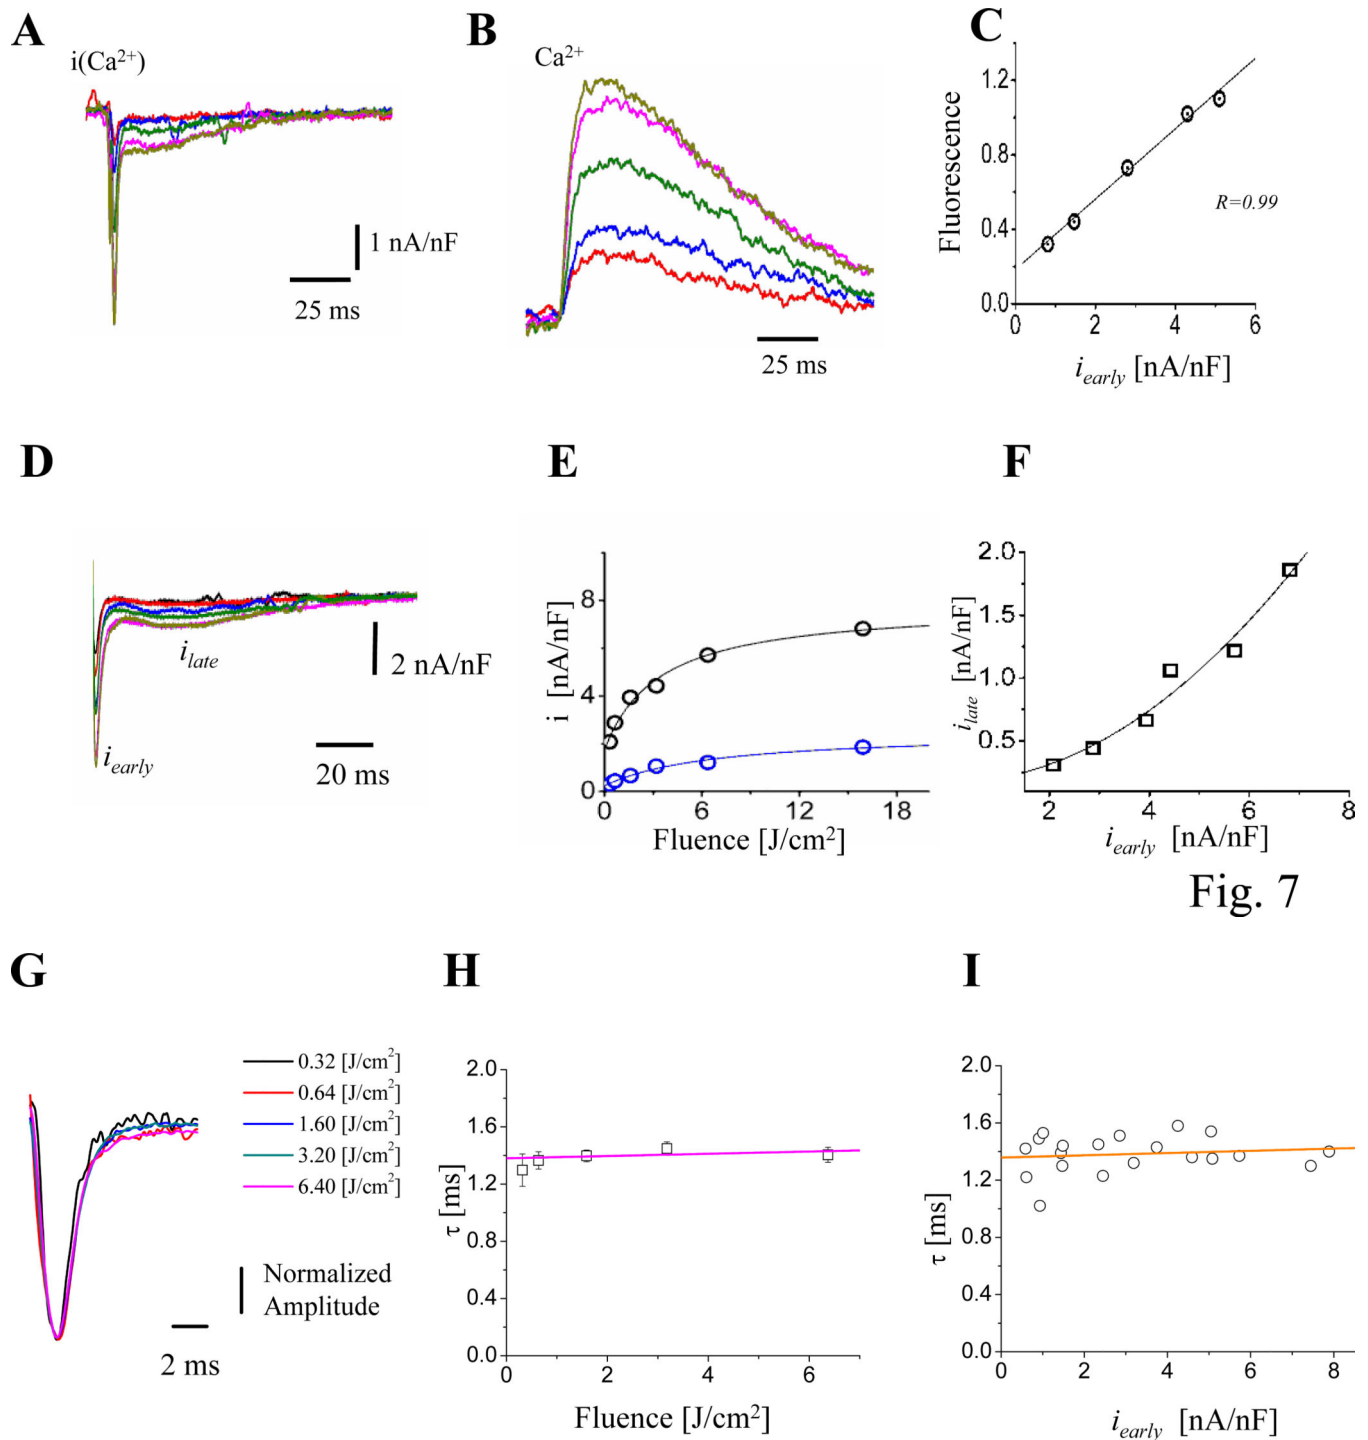 A
i(Ca²⁺)
1 nA/nF
25 ms
B
Ca²⁺
25 ms
C
Fluorescence
1.2
0.8
0.4
0.0
0 2 4 6
R=0.99
i_early [nA/nF]
D
i_late
i_early
2 nA/nF
20 ms
E
i [nA/nF]
8
4
0
0 6 12 18
Fluence [J/cm²]
F
i_late [nA/nF]
2.0
1.5
1.0
0.5
2 4 6 8
i_early [nA/nF]
Fig. 7
G
0.32 [J/cm²]
0.64 [J/cm²]
1.60 [J/cm²]
3.20 [J/cm²]
6.40 [J/cm²]
Normalized
Amplitude
2 ms
H
τ [ms]
2.0
1.6
1.2
0.8
0.4
0.0
0 2 4 6
Fluence [J/cm²]
I
τ [ms]
2.0
1.6
1.2
0.8
0.4
0.0
0 2 4 6 8
i_early [nA/nF]